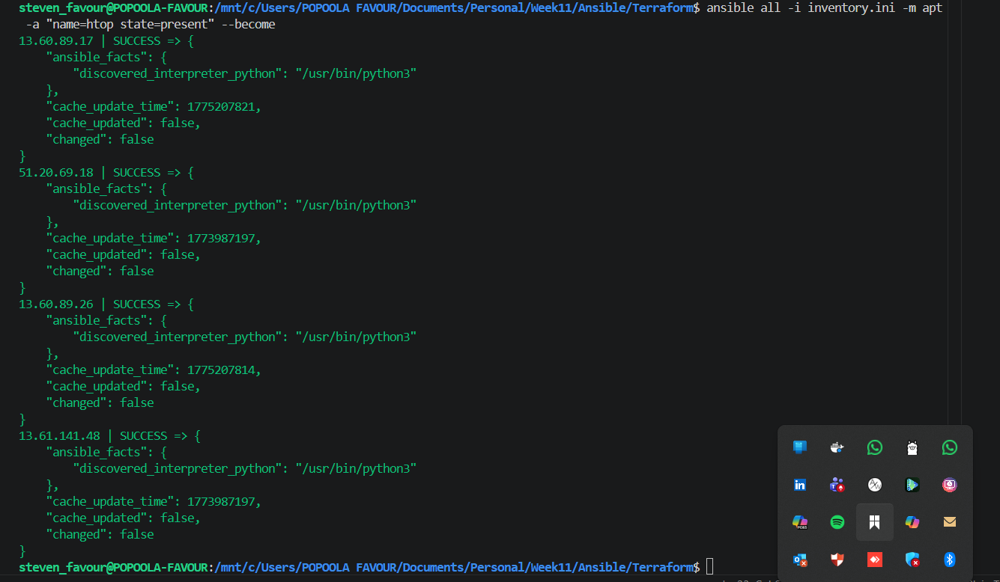 steven_favour@POPOOLA-FAVOUR:/mnt/c/Users/POPOOLA FAVOUR/Documents/Personal/Week11/Ansible/Terraform$ ansible all -i inventory.ini -m apt
-a "name=htop state=present" --become
13.60.89.17 | SUCCESS => {
    "ansible_facts": {
        "discovered_interpreter_python": "/usr/bin/python3"
    },
    "cache_update_time": 1775207821,
    "cache_updated": false,
    "changed": false
}
51.20.69.18 | SUCCESS => {
    "ansible_facts": {
        "discovered_interpreter_python": "/usr/bin/python3"
    },
    "cache_update_time": 1773987197,
    "cache_updated": false,
    "changed": false
}
13.60.89.26 | SUCCESS => {
    "ansible_facts": {
        "discovered_interpreter_python": "/usr/bin/python3"
    },
    "cache_update_time": 1775207814,
    "cache_updated": false,
    "changed": false
}
13.61.141.48 | SUCCESS => {
    "ansible_facts": {
        "discovered_interpreter_python": "/usr/bin/python3"
    },
    "cache_update_time": 1773987197,
    "cache_updated": false,
    "changed": false
}
steven_favour@POPOOLA-FAVOUR:/mnt/c/Users/POPOOLA FAVOUR/Documents/Personal/Week11/Ansible/Terraform$